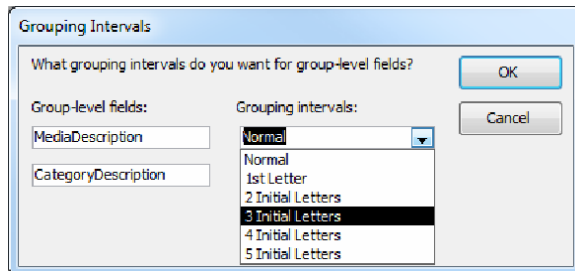 Grouping Intervals
What grouping intervals do you want for group-level fields?
OK
Group-level fields:
Grouping intervals:
Cancel
MediaDescription
Normal
Normal
CategoryDescription
1st Letter
2 Initial Letters
3 Initial Letters
4 Initial Letters
5 Initial Letters